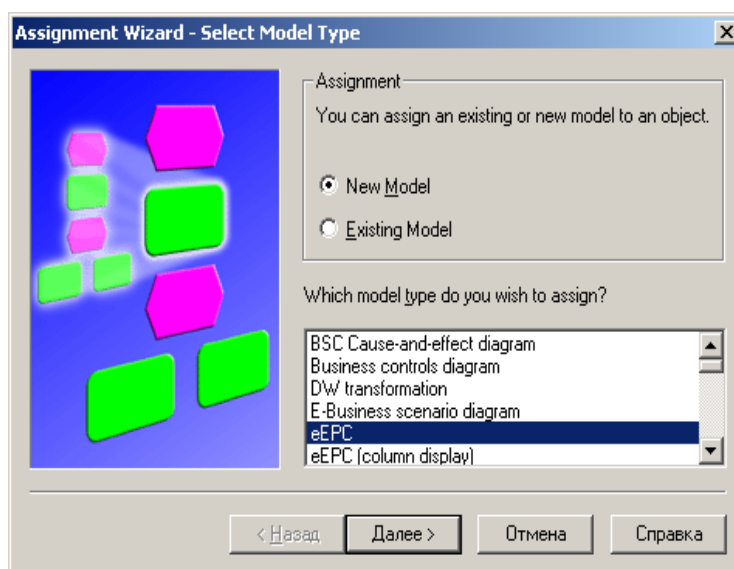 Assignment Wizard - Select Model Type
Assignment
You can assign an existing or new model to an object.
New Model
Existing Model
Which model type do you wish to assign?
BSC Cause-and-effect diagram
Business controls diagram
DW transformation
E-Business scenario diagram
eEPC
eEPC (column display)
< Назад
Далее >
Отмена
Справка